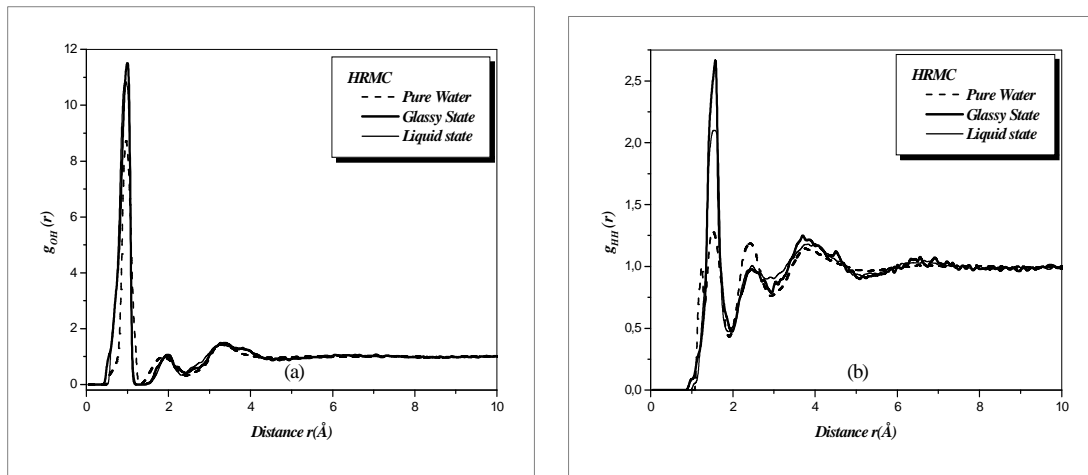 12
10
8
6
4
2
0
g_OH (r)
HRMC
Pure Water
Glassy State
Liquid state
(a)
0 2 4 6 8 10
Distance r(Å)
2,5
2,0
1,5
1,0
0,5
0,0
g_HH (r)
HRMC
Pure Water
Glassy State
Liquid state
(b)
0 2 4 6 8 10
Distance r(Å)